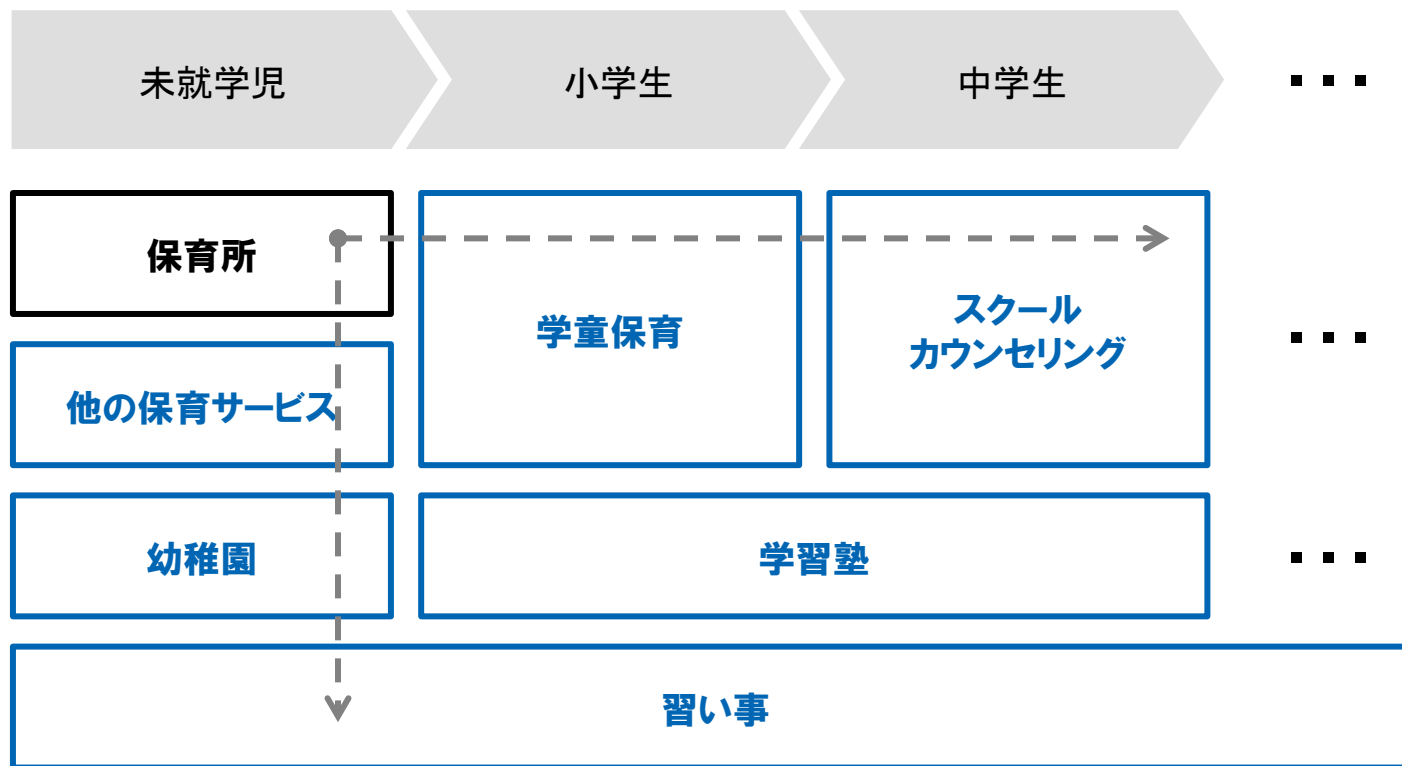 未就学児
小学生
中学生
▪ ▪ ▪
保育所
学童保育
スクール
カウンセリング
▪ ▪ ▪
他の保育サービス
幼稚園
学習塾
▪ ▪ ▪
習い事